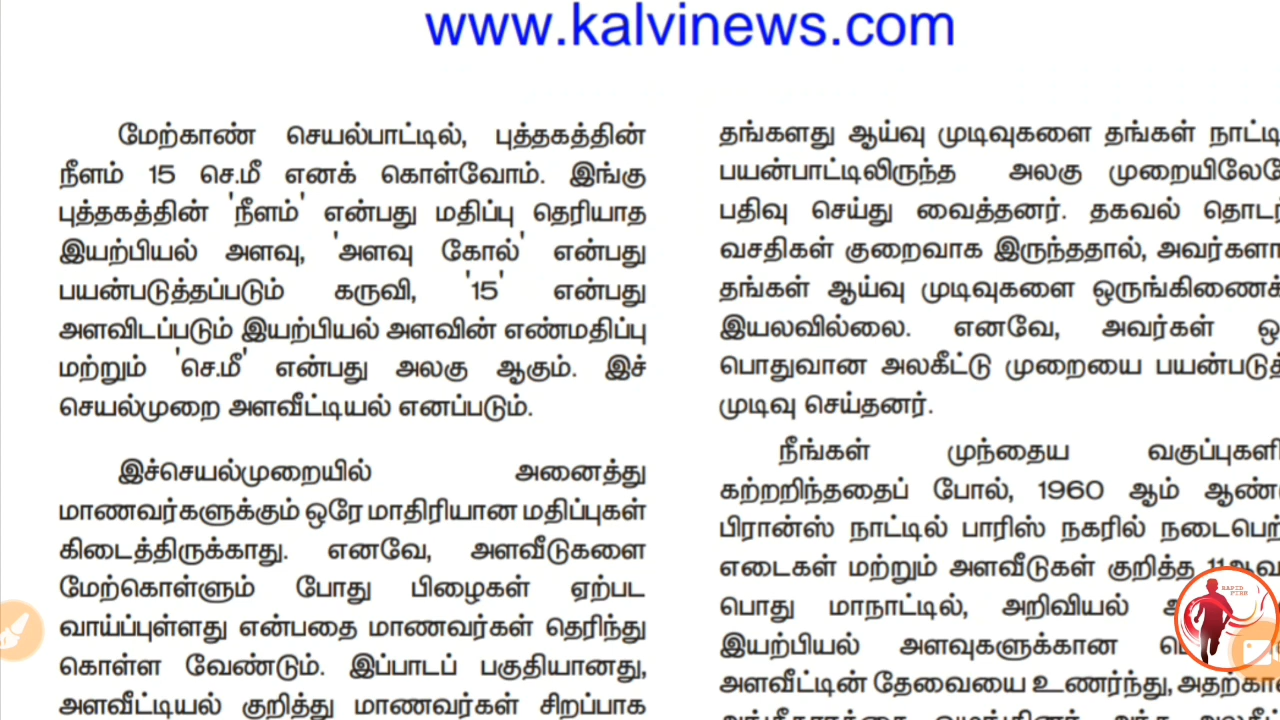 www.kalvinews.com
மேற்காண் செயல்பாட்டில், புத்தகத்தின்
நீளம் 15 செ.மீ எனக் கொள்வோம். இங்கு
புத்தகத்தின் 'நீளம்' என்பது மதிப்பு தெரியாத
இயற்பியல் அளவு, 'அளவு கோல்' என்பது
பயன்படுத்தப்படும் கருவி, '15' என்பது
அளவிடப்படும் இயற்பியல் அளவின் எண்மதிப்பு
மற்றும் 'செ.மீ' என்பது அலகு ஆகும். இச்
செயல்முறை அளவீட்டியல் எனப்படும்.
இச்செயல்முறையில் அனைத்து
மாணவர்களுக்கும் ஒரே மாதிரியான மதிப்புகள்
கிடைத்திருக்காது. எனவே, அளவீடுகளை
மேற்கொள்ளும் போது பிழைகள் ஏற்பட
வாய்ப்புள்ளது என்பதை மாணவர்கள் தெரிந்து
கொள்ள வேண்டும். இப்பாடப் பகுதியானது,
அளவீட்டியல் குறித்து மாணவர்கள் சிறப்பாக
தங்களது ஆய்வு முடிவுகளை தங்கள்
பயன்பாட்டிலிருந்த அலகு
பதிவு செய்து வைத்தனர். தகவல்
வசதிகள் குறைவாக இருந்ததால்,
தங்கள் ஆய்வு முடிவுகளை
இயலவில்லை. எனவே, அவர்கள்
பொதுவான அலகீட்டு முறையை
முடிவு செய்தனர்.
நீங்கள் முந்தைய
கற்றறிந்ததைப் போல், 1960 ஆம்
பிரான்ஸ் நாட்டில் பாரிஸ் நகரில்
எடைகள் மற்றும் அளவீடுகள் குறித்த
பொது மாநாட்டில், அறிவியல்
இயற்பியல் அளவுகளுக்கான
அளவீட்டின் தேவையை உணர்ந்து,
RAPID
FIRE